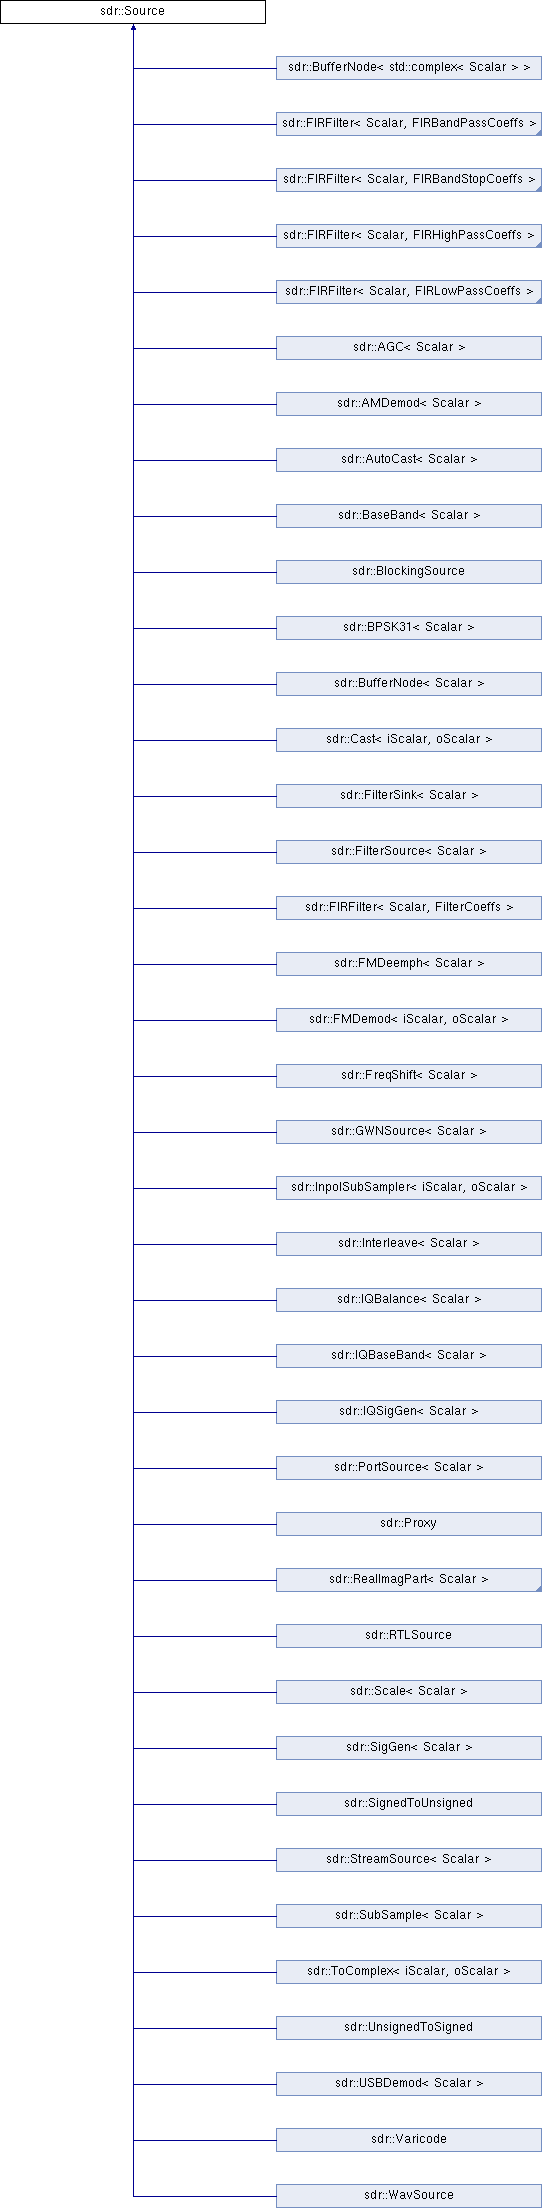 sdr::Source
sdr::BufferNode< std::complex< Scalar > >
sdr::FIRFilter< Scalar, FIRBandPassCoeffs >
sdr::FIRFilter< Scalar, FIRBandStopCoeffs >
sdr::FIRFilter< Scalar, FIRHighPassCoeffs >
sdr::FIRFilter< Scalar, FIRLowPassCoeffs >
sdr::AGC< Scalar >
sdr::AMDemod< Scalar >
sdr::AutoCast< Scalar >
sdr::BaseBand< Scalar >
sdr::BlockingSource
sdr::BPSK31< Scalar >
sdr::BufferNode< Scalar >
sdr::Cast< iScalar, oScalar >
sdr::FilterSink< Scalar >
sdr::FilterSource< Scalar >
sdr::FIRFilter< Scalar, FilterCoeffs >
sdr::FMDeemph< Scalar >
sdr::FMDemod< iScalar, oScalar >
sdr::FreqShift< Scalar >
sdr::GWNSource< Scalar >
sdr::InpolSubSampler< iScalar, oScalar >
sdr::Interleave< Scalar >
sdr::IQBalance< Scalar >
sdr::IQBaseBand< Scalar >
sdr::IQSigGen< Scalar >
sdr::PortSource< Scalar >
sdr::Proxy
sdr::RealImagPart< Scalar >
sdr::RTLSource
sdr::Scale< Scalar >
sdr::SigGen< Scalar >
sdr::SignedToUnsigned
sdr::StreamSource< Scalar >
sdr::SubSample< Scalar >
sdr::ToComplex< iScalar, oScalar >
sdr::UnsignedToSigned
sdr::USBDemod< Scalar >
sdr::Varicode
sdr::WavSource